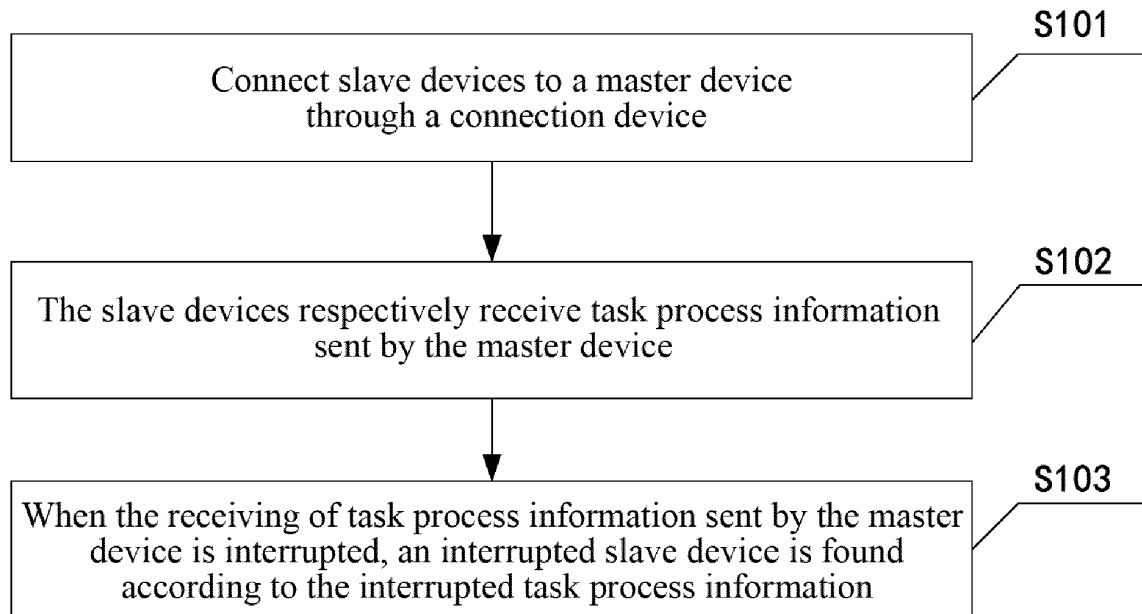 S101
Connect slave devices to a master device
through a connection device
S102
The slave devices respectively receive task process information
sent by the master device
S103
When the receiving of task process information sent by the master
device is interrupted, an interrupted slave device is found
according to the interrupted task process information